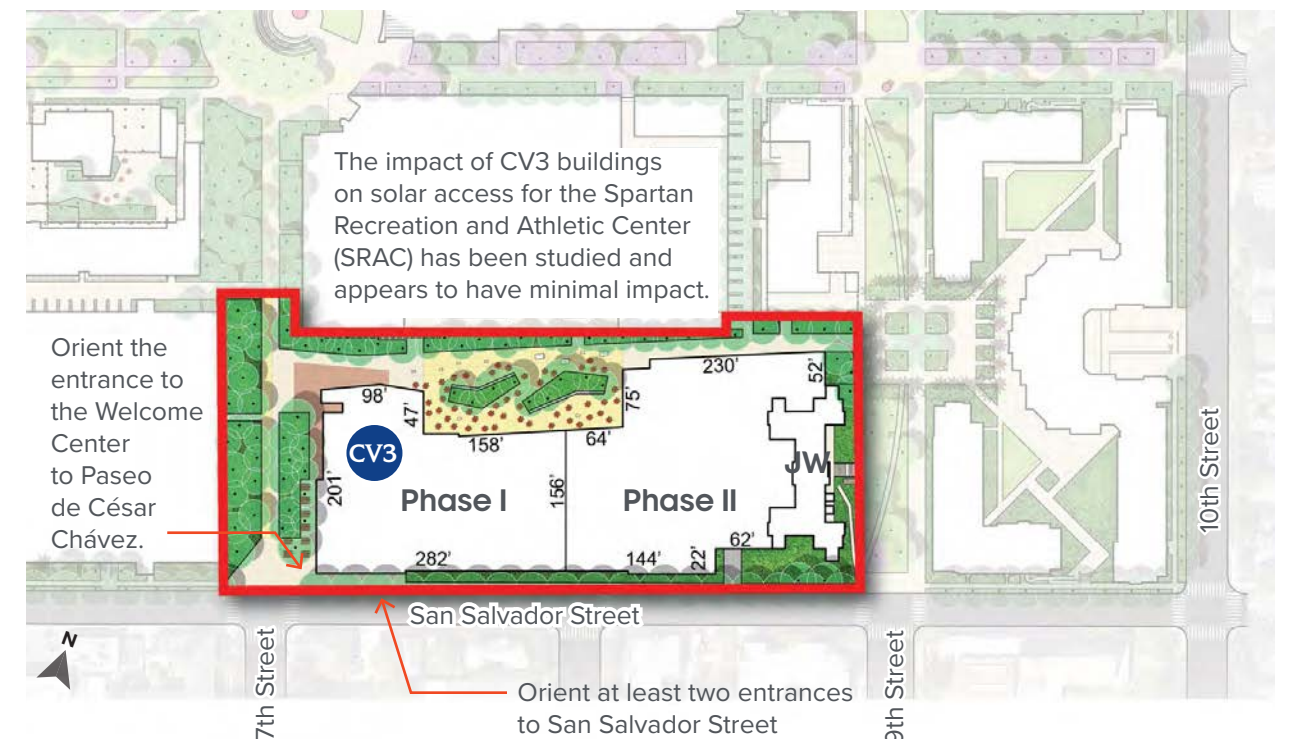 The impact of CV3 buildings
on solar access for the Spartan
Recreation and Athletic Center
(SRAC) has been studied and
appears to have minimal impact.
Orient the
entrance to
the Welcome
Center
to Paseo
de César
Chávez.
98'
47'
158'
64'
75'
230'
52'
CV3
JW
201'
Phase I
156'
Phase II
282'
144'
22'
62'
10th Street
San Salvador Street
N
7th Street
9th Street
Orient at least two entrances
to San Salvador Street